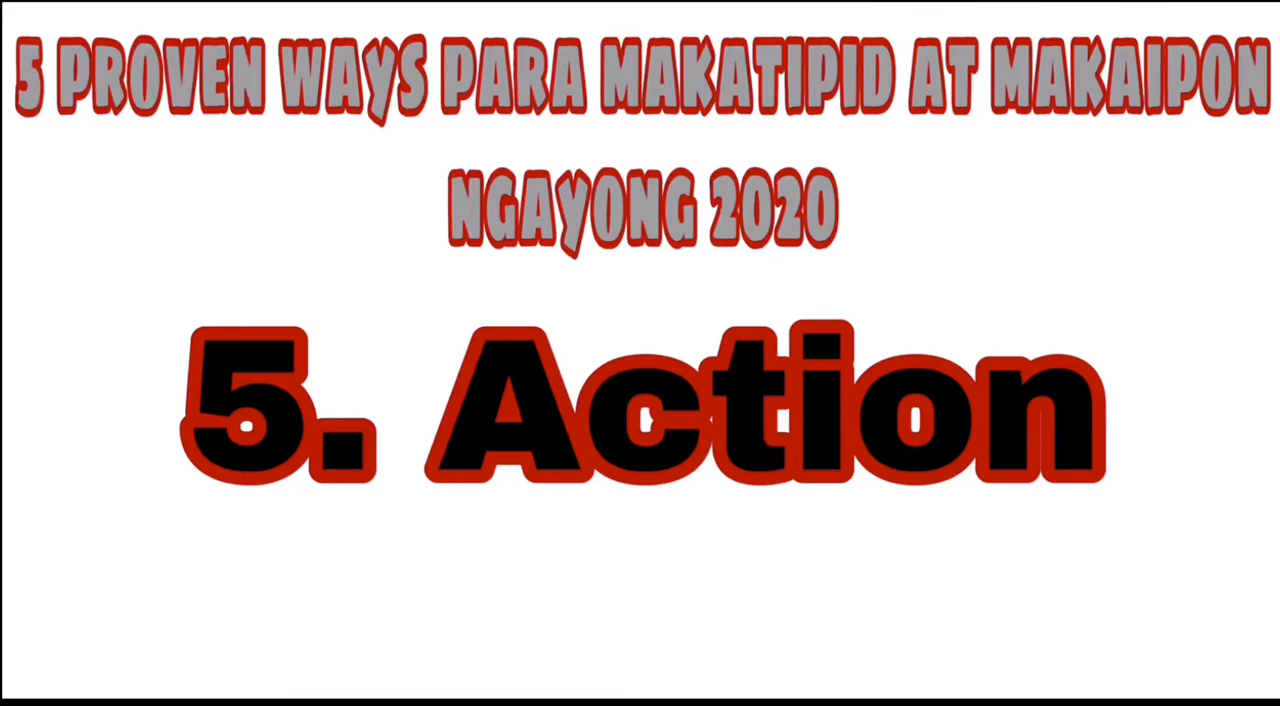 5 PROVEN WAYS PARA MAKATIPID AT MAKAIPON
NGAYONG 2020
5. Action